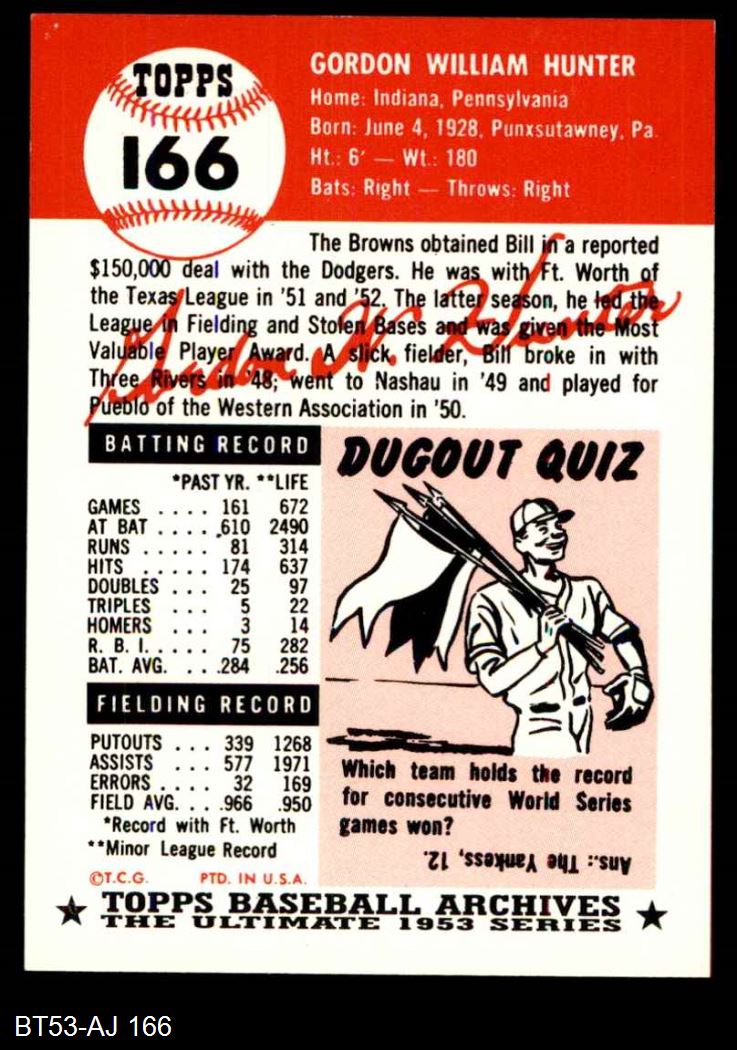 TOPPS
166
GORDON WILLIAM HUNTER
Home: Indiana, Pennsylvania
Born: June 4, 1928, Punxsutawney, Pa.
Ht.: 6' — Wt.: 180
Bats: Right — Throws: Right
The Browns obtained Bill in a reported
$150,000 deal with the Dodgers. He was with Ft. Worth of
the Texas League in '51 and '52. The latter season, he led the
League in Fielding and Stolen Bases and was given the Most
Valuable Player Award. A slick fielder, Bill broke in with
Three Rivers in '48; went to Nashau in '49 and played for
Pueblo of the Western Association in '50.
Gordon W. Hunter
BATTING RECORD
*PAST YR. **LIFE
GAMES . . . . 161 672
AT BAT . . . . . 610 2490
RUNS . . . . . . 81 314
HITS . . . . . . 174 637
DOUBLES . . . 25 97
TRIPLES . . . 5 22
HOMERS . . . 3 14
R. B. I. . . . . . 75 282
BAT. AVG. . . .284 .256
FIELDING RECORD
PUTOUTS . . . 339 1268
ASSISTS . . . . 577 1971
ERRORS . . . . 32 169
FIELD AVG. . . .966 .950
*Record with Ft. Worth
**Minor League Record
©T.C.G. PTD. IN U.S.A.
DUGOUT QUIZ
Which team holds the record
for consecutive World Series
games won?
Ans.: The Yankess, 12.
TOPPS BASEBALL ARCHIVES
THE ULTIMATE 1953 SERIES
BT53-AJ 166